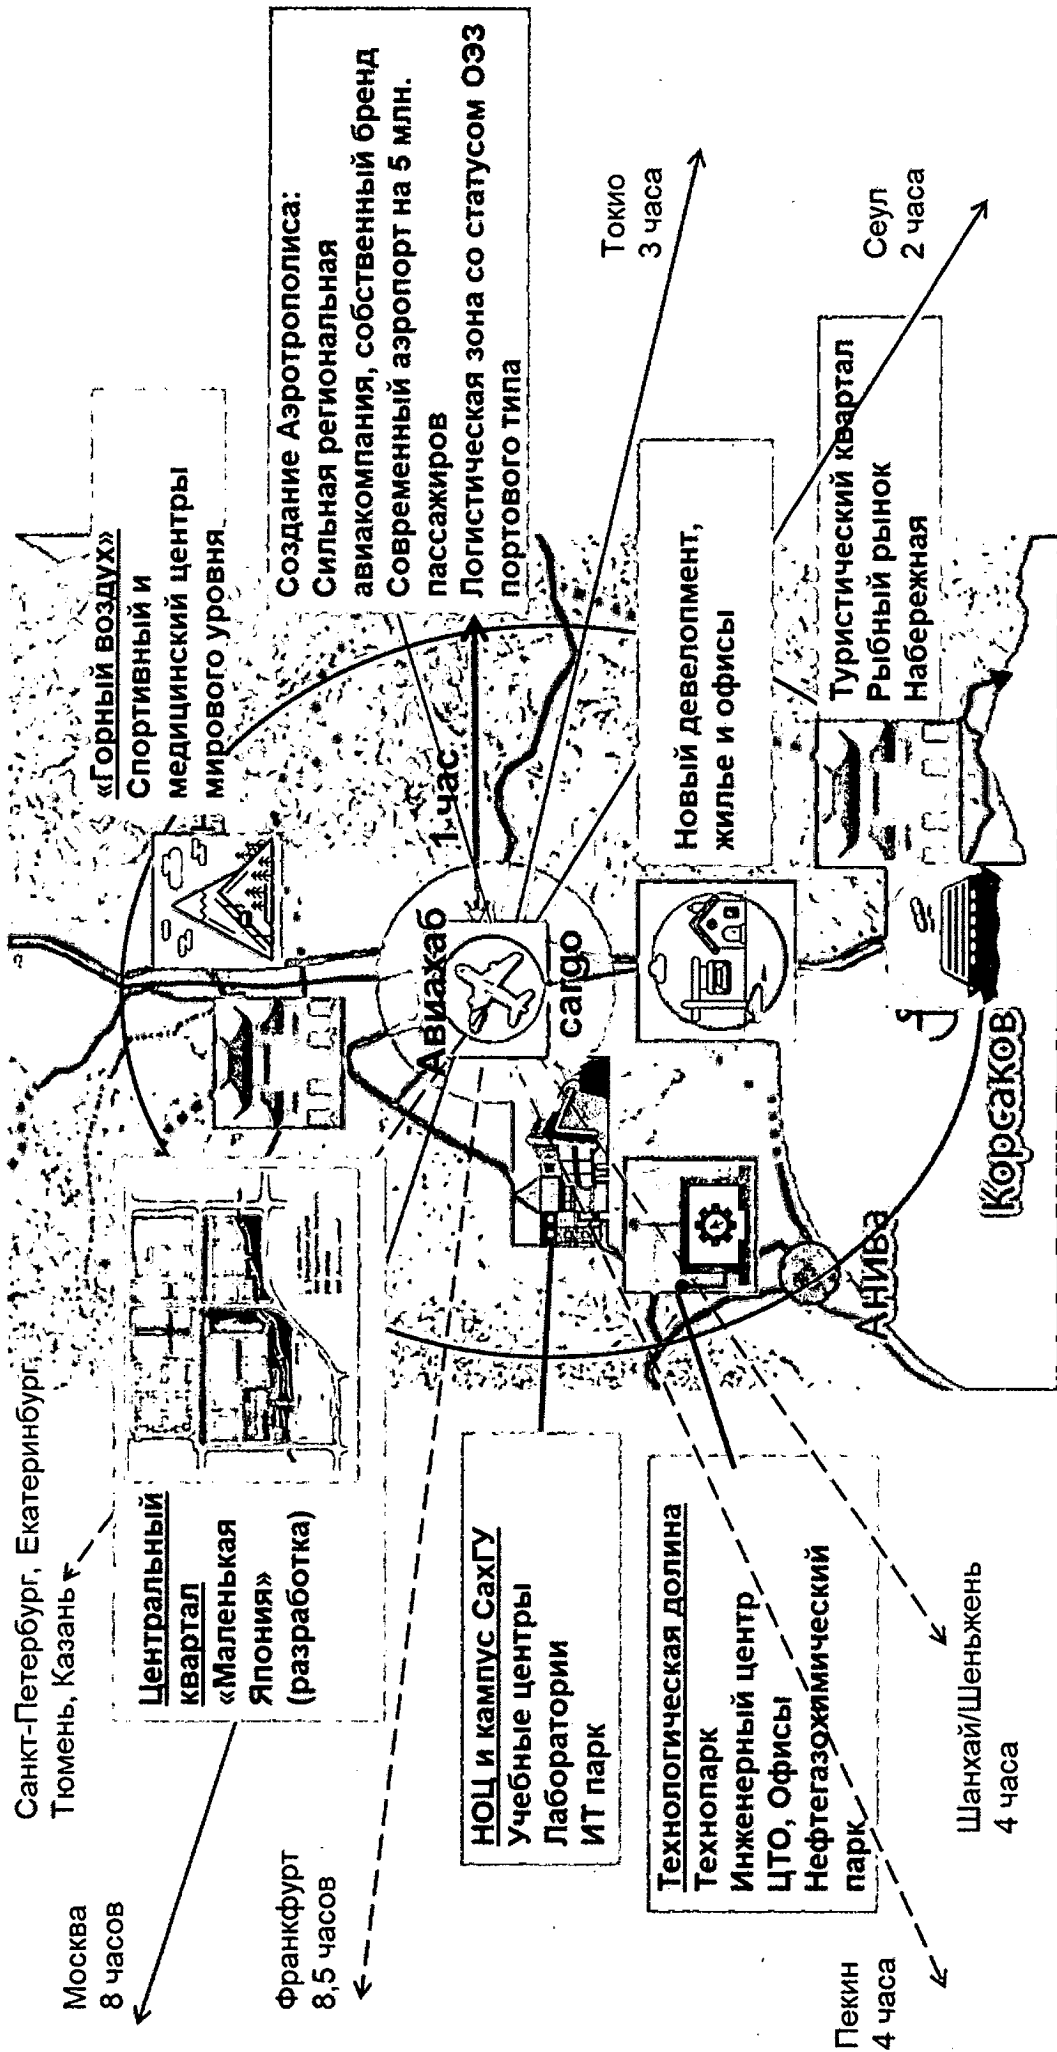 Санкт-Петербург, Екатеринбург,
Тюмень, Казань
Москва
8 часов
Франкфурт
8,5 часов
Центральный
квартал
«Маленькая
Япония»
(разработка)
«Горный воздух»
Спортивный и
медицинский центры
мирового уровня
Создание Аэротрополиса:
Сильная региональная
авиакомпания, собственный бренд
Современный аэропорт на 5 млн.
пассажиров
Логистическая зона со статусом ОЭЗ
портового типа
1 час
Авиахаб
cargo
НОЦ и кампус СахГУ
Учебные центры
Лаборатории
ИТ парк
Технологическая долина
Технопарк
Инженерный центр
ЦТО, Офисы
Нефтегазохимический
парк
Новый девелопмент,
жилье и офисы
Токио
3 часа
Сеул
2 часа
Туристический квартал
Рыбный рынок
Набережная
Анива
Корсаков
Пекин
4 часа
Шанхай/Шеньжень
4 часа